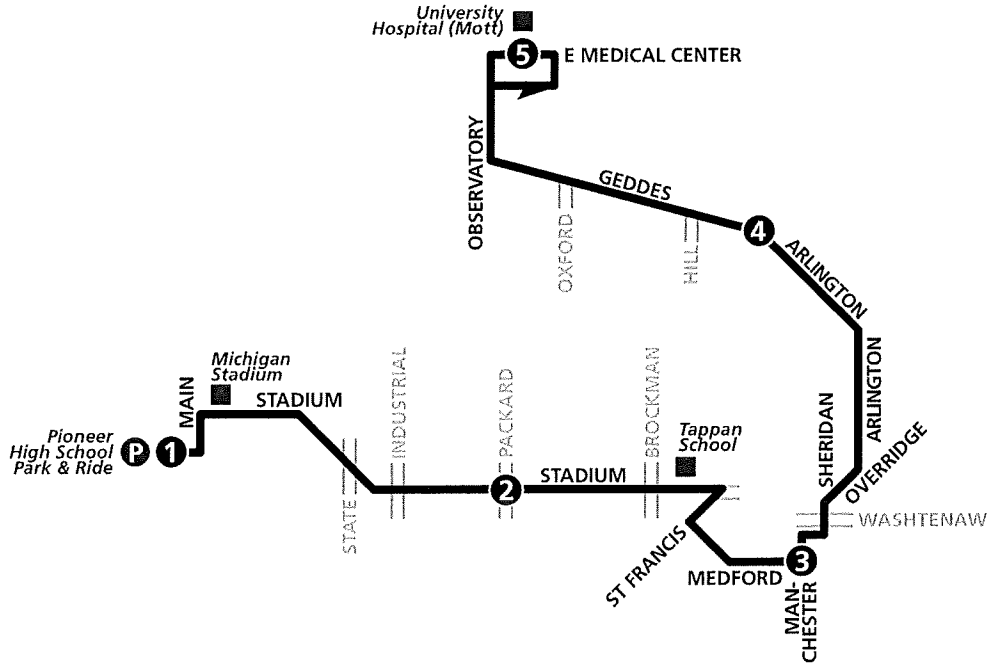 University
Hospital (Mott)
5
E MEDICAL CENTER
OBSERVATORY
GEDDES
OXFORD
HILL
4
ARLINGTON
ARLINGTON
Michigan
Stadium
MAIN
STADIUM
Pioneer
High School
Park & Ride
P
1
STATE
INDUSTRIAL
PACKARD
2
STADIUM
BROCKMAN
Tappan
School
SHERIDAN
OVERRIDGE
WASHTENAW
ST FRANCIS
MEDFORD
3
MAN-
CHESTER